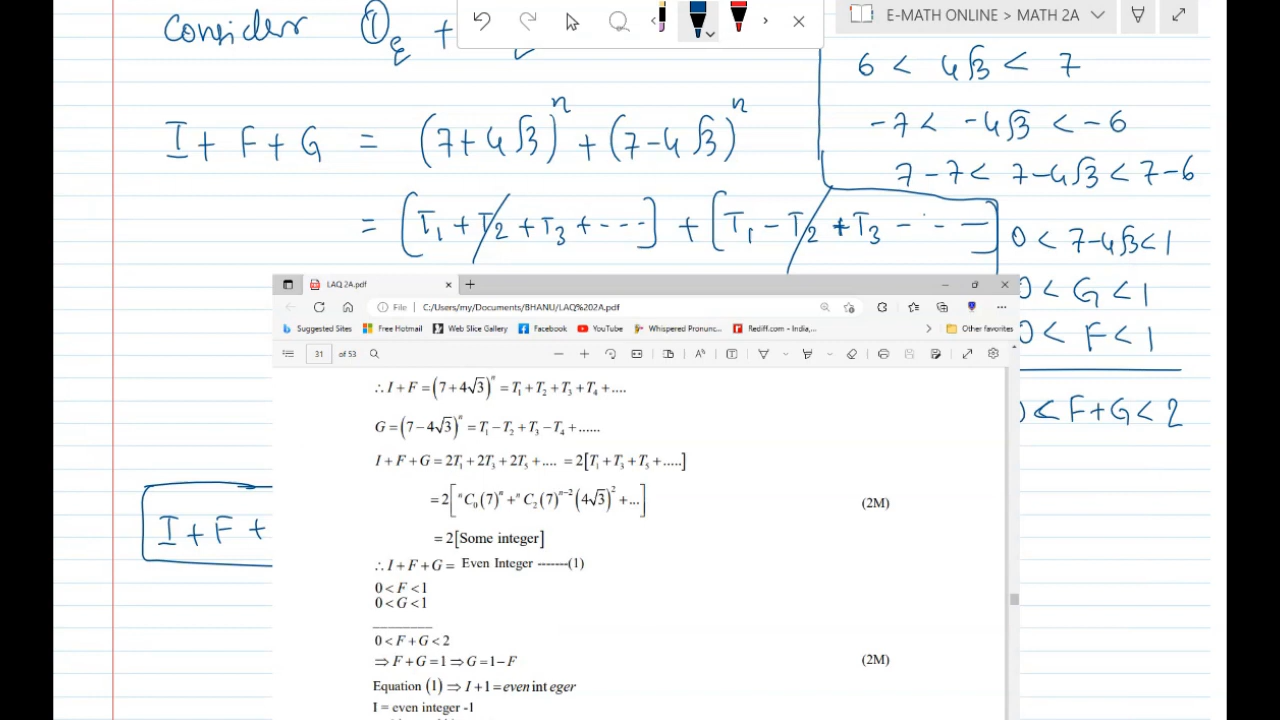 Consider ① &
E-MATH ONLINE > MATH 2A
6 < 4√3 < 7
-7 < -4√3 < -6
7-7 < 7-4√3 < 7-6
I + F + G = (7+4√3)ⁿ + (7-4√3)ⁿ
= [T₁ + T₂ + T₃ + ---] + [T₁ - T₂ + T₃ - - -]
0 < 7-4√3 < 1
0 < G < 1
0 < F < 1
0 < F+G < 2
I + F +
LAQ 2A.pdf
File | C:/Users/my/Documents/BHANU/LAQ%202A.pdf
Suggested Sites Free Hotmail Web Slice Gallery Facebook YouTube Whispered Pronunc... Rediff.com - India,... Other favorites
31 of 53
∴ I + F = (7+4√3)ⁿ = T₁ + T₂ + T₃ + T₄ + ....
G = (7-4√3)ⁿ = T₁ - T₂ + T₃ - T₄ + ......
I + F + G = 2T₁ + 2T₃ + 2T₅ + .... = 2[T₁ + T₃ + T₅ + .....]
= 2[ⁿC₀(7)ⁿ + ⁿC₂(7)ⁿ⁻²(4√3)² + ...] (2M)
= 2[Some integer]
∴ I + F + G = Even Integer -------(1)
0 < F < 1
0 < G < 1
________
0 < F + G < 2
⇒ F + G = 1 ⇒ G = 1 - F (2M)
Equation (1) ⇒ I + 1 = even int eger
I = even integer -1